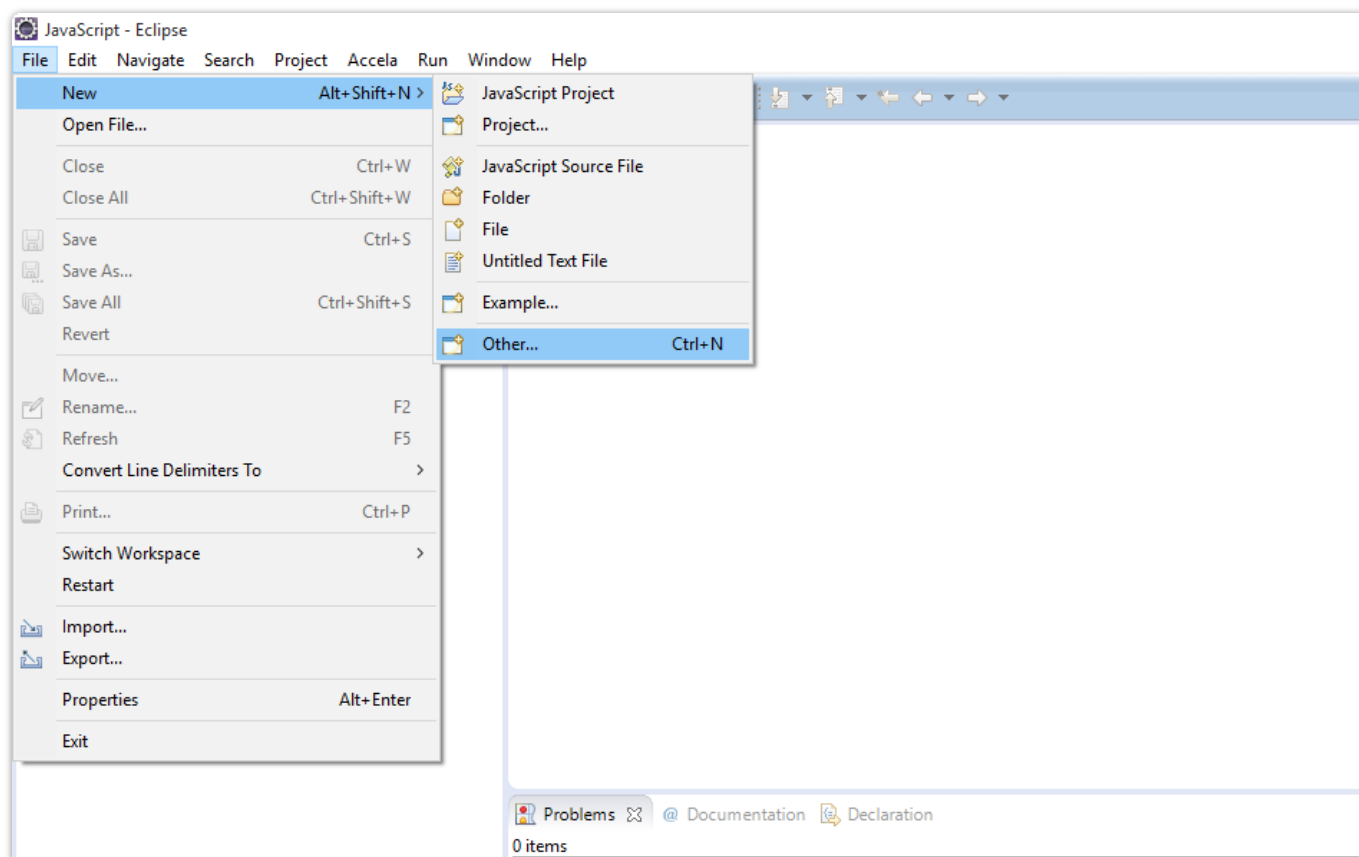 JavaScript - Eclipse
File Edit Navigate Search Project Accela Run Window Help
New Alt+Shift+N >
Open File...
Close Ctrl+W
Close All Ctrl+Shift+W
Save Ctrl+S
Save As...
Save All Ctrl+Shift+S
Revert
Move...
Rename... F2
Refresh F5
Convert Line Delimiters To >
Print... Ctrl+P
Switch Workspace >
Restart
Import...
Export...
Properties Alt+Enter
Exit
JavaScript Project
Project...
JavaScript Source File
Folder
File
Untitled Text File
Example...
Other... Ctrl+N
Problems @ Documentation Declaration
0 items